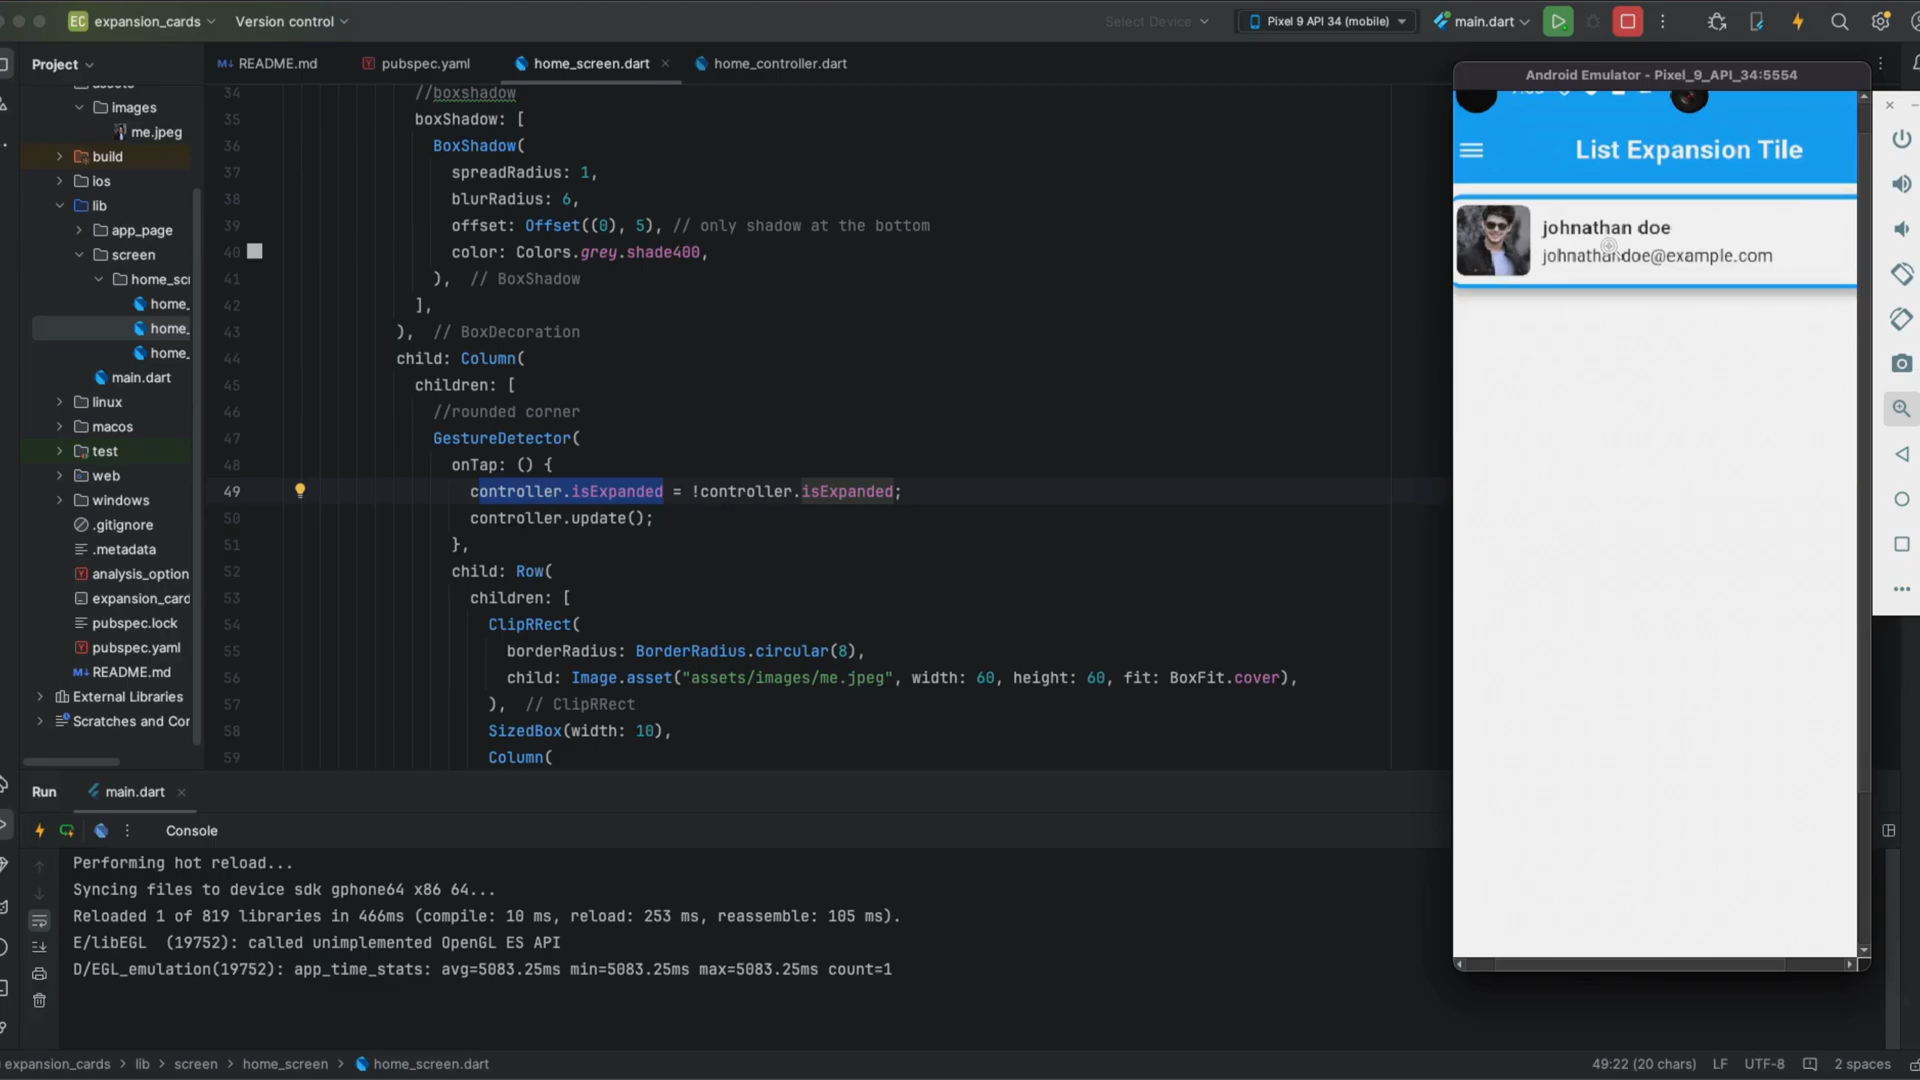 EC expansion_cards Version control Select Device Pixel 9 API 34 (mobile) main.dart
Project
README.md pubspec.yaml home_screen.dart home_controller.dart
images
me.jpeg
build
ios
lib
app_page
screen
home_scr
home_
home_
home_
main.dart
linux
macos
test
web
windows
.gitignore
.metadata
analysis_option
expansion_card
pubspec.lock
pubspec.yaml
README.md
External Libraries
Scratches and Cor
34 //boxshadow
35 boxShadow: [
36 BoxShadow(
37 spreadRadius: 1,
38 blurRadius: 6,
39 offset: Offset((0), 5), // only shadow at the bottom
40 color: Colors.grey.shade400,
41 ), // BoxShadow
42 ],
43 ), // BoxDecoration
44 child: Column(
45 children: [
46 //rounded corner
47 GestureDetector(
48 onTap: () {
49 controller.isExpanded = !controller.isExpanded;
50 controller.update();
51 },
52 child: Row(
53 children: [
54 ClipRRect(
55 borderRadius: BorderRadius.circular(8),
56 child: Image.asset("assets/images/me.jpeg", width: 60, height: 60, fit: BoxFit.cover),
57 ), // ClipRRect
58 SizedBox(width: 10),
59 Column(
Android Emulator - Pixel_9_API_34:5554
List Expansion Tile
johnathan doe
johnathandoe@example.com
Run main.dart
Console
Performing hot reload...
Syncing files to device sdk gphone64 x86 64...
Reloaded 1 of 819 libraries in 466ms (compile: 10 ms, reload: 253 ms, reassemble: 105 ms).
E/libEGL (19752): called unimplemented OpenGL ES API
D/EGL_emulation(19752): app_time_stats: avg=5083.25ms min=5083.25ms max=5083.25ms count=1
expansion_cards > lib > screen > home_screen > home_screen.dart
49:22 (20 chars) LF UTF-8 2 spaces